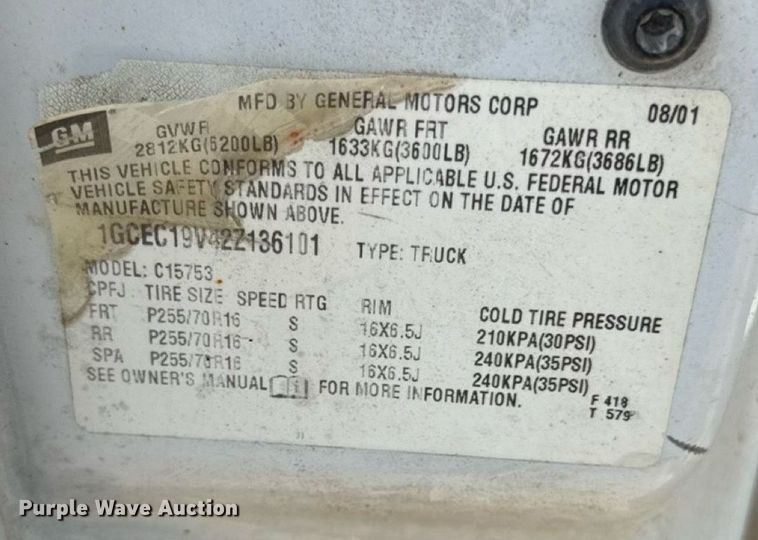 MFD BY GENERAL MOTORS CORP 08/01
GM
GVWR GAWR FRT GAWR RR
2812KG(6200LB) 1633KG(3600LB) 1672KG(3686LB)
THIS VEHICLE CONFORMS TO ALL APPLICABLE U.S. FEDERAL MOTOR
VEHICLE SAFETY STANDARDS IN EFFECT ON THE DATE OF
MANUFACTURE SHOWN ABOVE.
1GCEC19V42Z136101 TYPE: TRUCK
MODEL: C15753
CPFJ TIRE SIZE SPEED RTG RIM COLD TIRE PRESSURE
FRT P255/70R16 S 16X6.5J 210KPA(30PSI)
RR P255/70R16 S 16X6.5J 240KPA(35PSI)
SPA P255/70R16 S 16X6.5J 240KPA(35PSI)
SEE OWNER'S MANUAL FOR MORE INFORMATION.
F 418
T 579
Purple Wave Auction